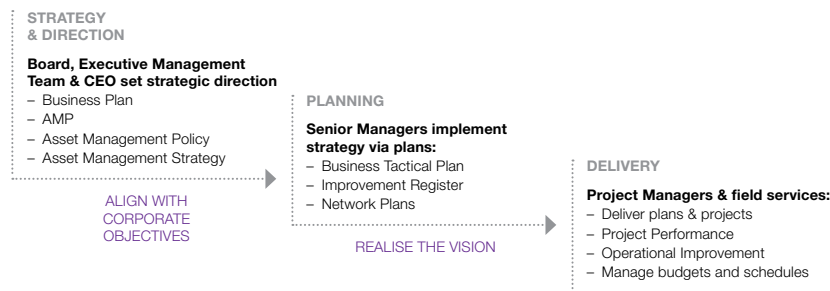 STRATEGY
& DIRECTION
Board, Executive Management
Team & CEO set strategic direction
– Business Plan
– AMP
– Asset Management Policy
– Asset Management Strategy
ALIGN WITH
CORPORATE
OBJECTIVES
PLANNING
Senior Managers implement
strategy via plans:
– Business Tactical Plan
– Improvement Register
– Network Plans
REALISE THE VISION
DELIVERY
Project Managers & field services:
– Deliver plans & projects
– Project Performance
– Operational Improvement
– Manage budgets and schedules